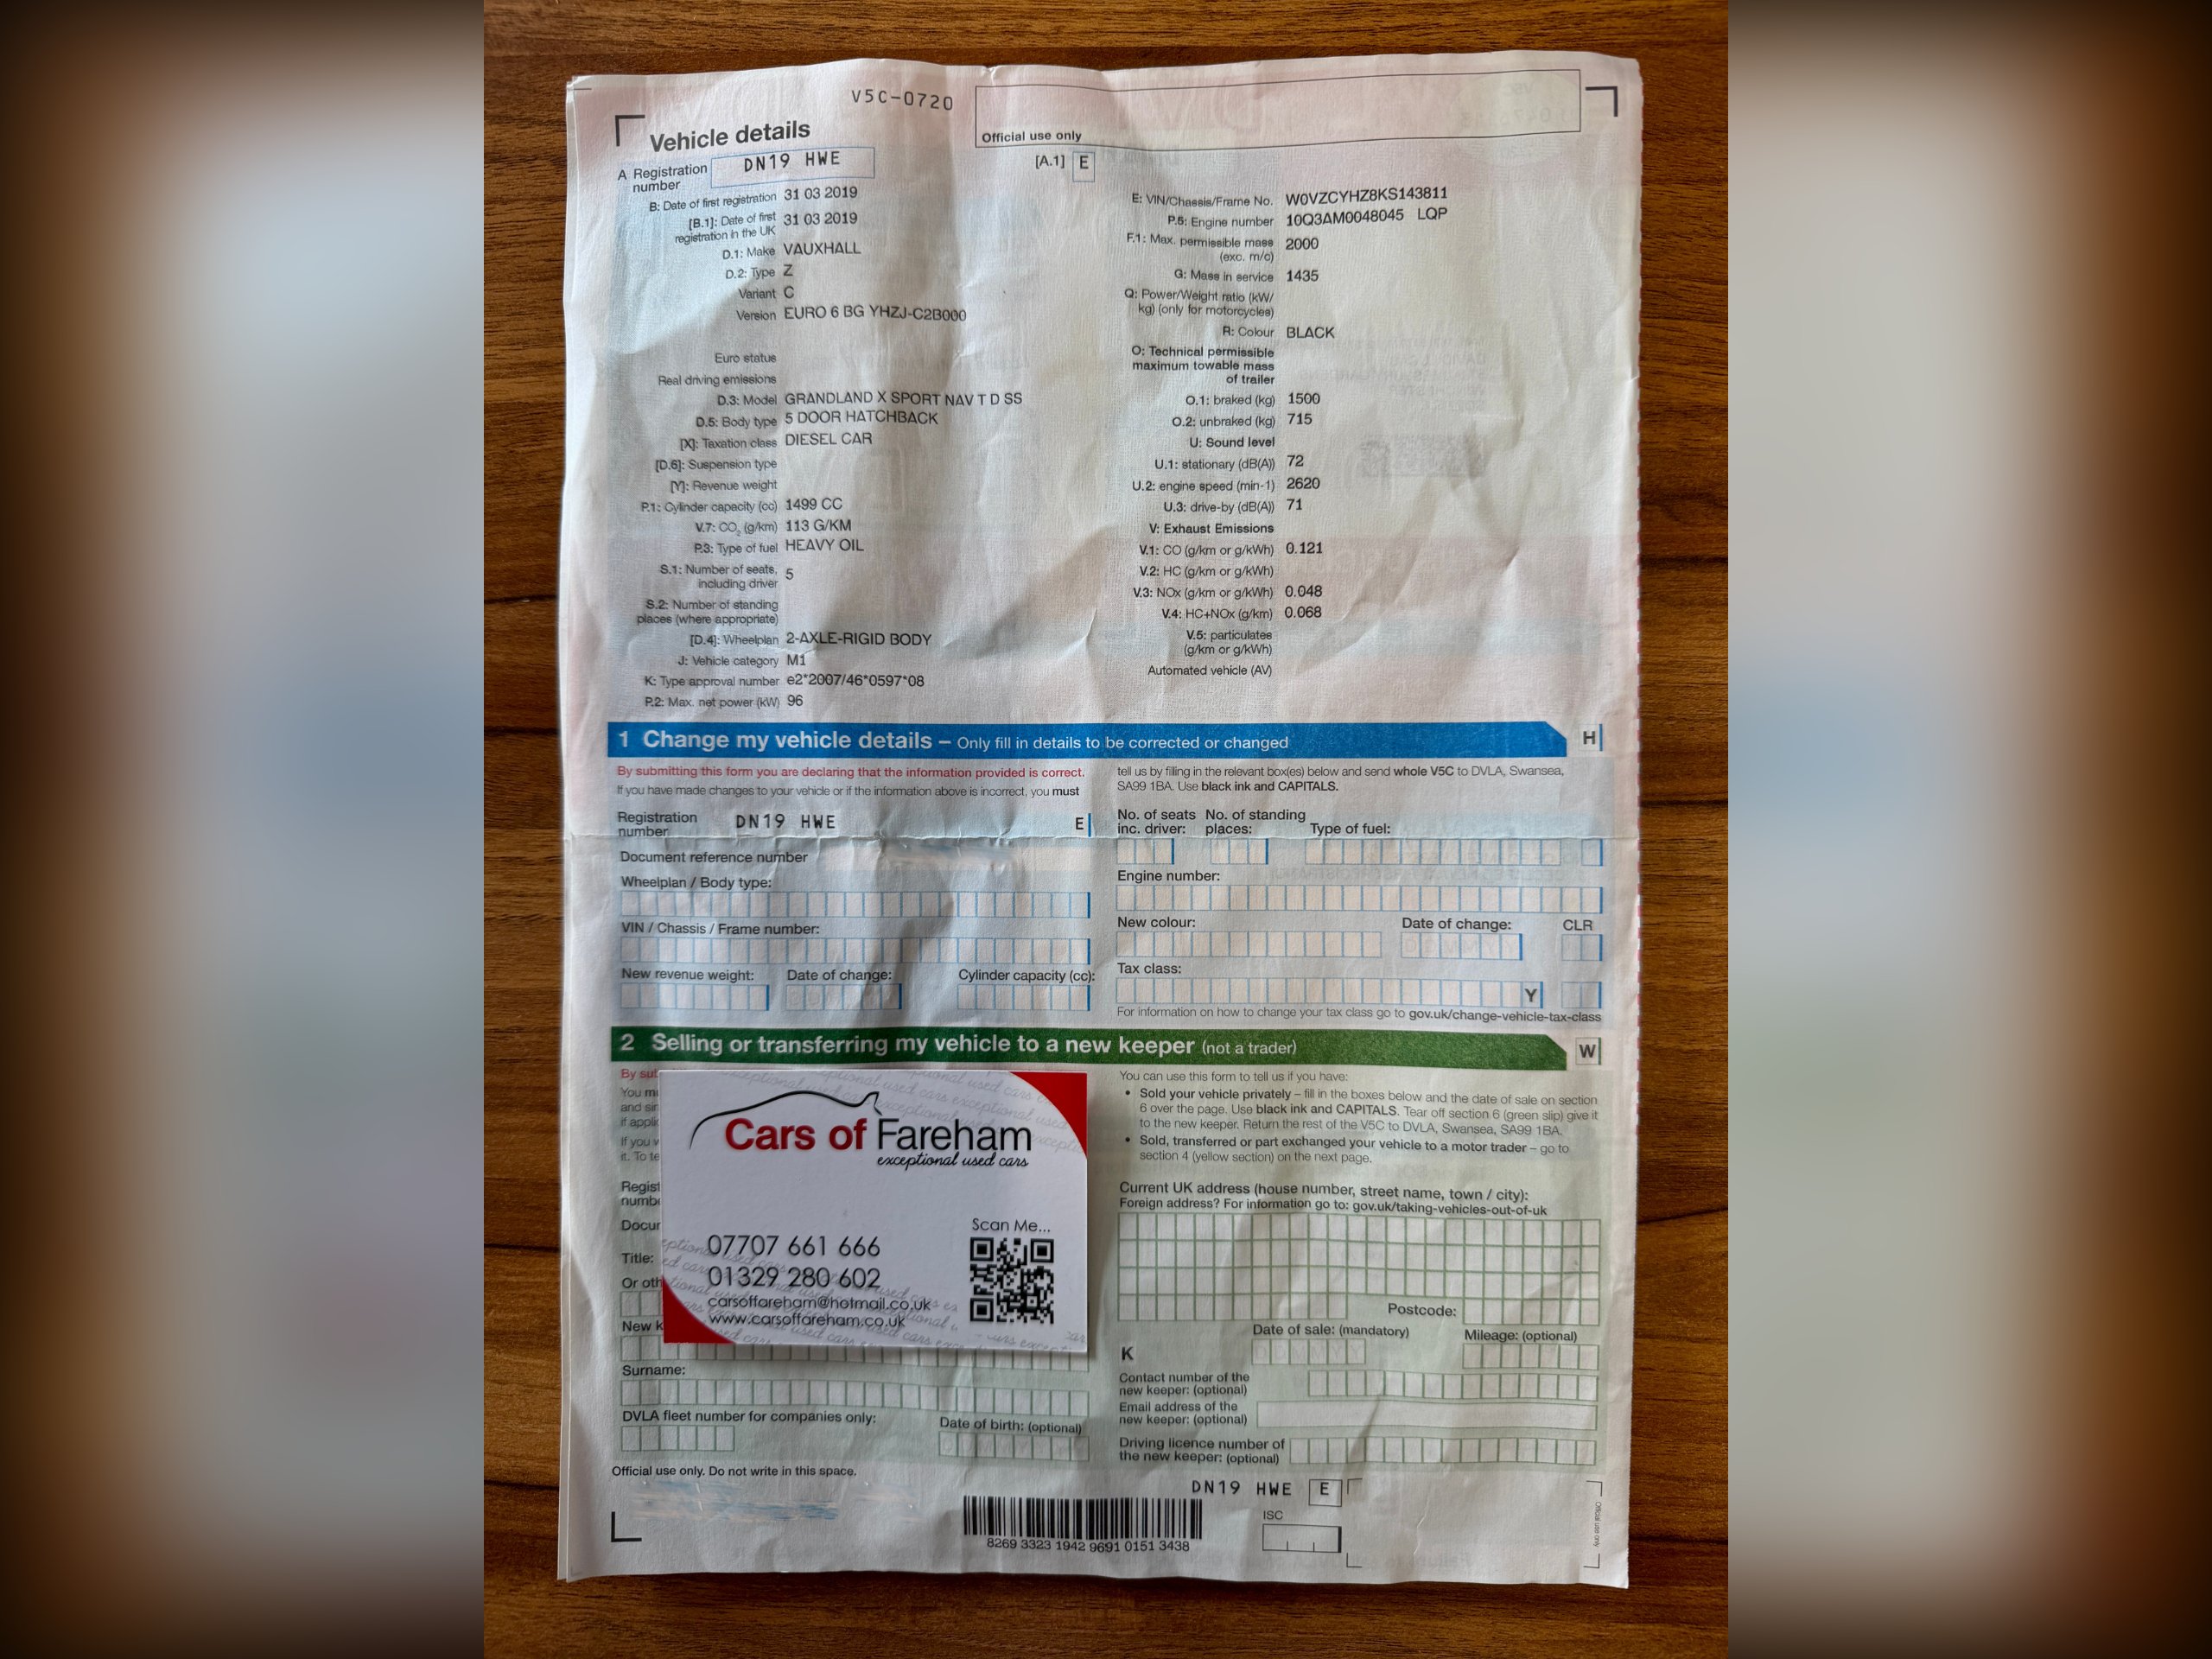 V5C-0720
Official use only
Vehicle details
A Registration number DN19 HWE
[A.1] E
B: Date of first registration 31 03 2019
[B.1]: Date of first registration in the UK 31 03 2019
D.1: Make VAUXHALL
D.2: Type Z
Variant C
Version EURO 6 BG YHZJ-C2B000
Euro status
Real driving emissions
D.3: Model GRANDLAND X SPORT NAV T D SS
D.5: Body type 5 DOOR HATCHBACK
[X]: Taxation class DIESEL CAR
[D.6]: Suspension type
[Y]: Revenue weight
P.1: Cylinder capacity (cc) 1499 CC
V.7: CO2 (g/km) 113 G/KM
P.3: Type of fuel HEAVY OIL
S.1: Number of seats, including driver 5
S.2: Number of standing places (where appropriate)
[D.4]: Wheelplan 2-AXLE-RIGID BODY
J: Vehicle category M1
K: Type approval number e2*2007/46*0597*08
P.2: Max. net power (kW) 96
E: VIN/Chassis/Frame No. W0VZCYHZ8KS143811
P.5: Engine number 10Q3AM0048045 LQP
F.1: Max. permissible mass (exc. m/c) 2000
G: Mass in service 1435
Q: Power/Weight ratio (kW/kg) (only for motorcycles)
R: Colour BLACK
O: Technical permissible maximum towable mass of trailer
O.1: braked (kg) 1500
O.2: unbraked (kg) 715
U: Sound level
U.1: stationary (dB(A)) 72
U.2: engine speed (min-1) 2620
U.3: drive-by (dB(A)) 71
V: Exhaust Emissions
V.1: CO (g/km or g/kWh) 0.121
V.2: HC (g/km or g/kWh)
V.3: NOx (g/km or g/kWh) 0.048
V.4: HC+NOx (g/km) 0.068
V.5: particulates (g/km or g/kWh)
Automated vehicle (AV)
1 Change my vehicle details – Only fill in details to be corrected or changed
H
By submitting this form you are declaring that the information provided is correct.
If you have made changes to your vehicle or if the information above is incorrect, you must
tell us by filling in the relevant box(es) below and send whole V5C to DVLA, Swansea,
SA99 1BA. Use black ink and CAPITALS.
Registration number DN19 HWE E
Document reference number
Wheelplan / Body type:
VIN / Chassis / Frame number:
New revenue weight: Date of change: Cylinder capacity (cc):
No. of seats inc. driver: No. of standing places: Type of fuel:
Engine number:
New colour: Date of change: CLR
Tax class:
Y
For information on how to change your tax class go to gov.uk/change-vehicle-tax-class
2 Selling or transferring my vehicle to a new keeper (not a trader)
W
By sub
You m
and sir
if applic
If you v
it. To te
Regist
numbe
Docum
Title:
Or oth
New k
Surname:
DVLA fleet number for companies only: Date of birth: (optional)
Cars of Fareham
exceptional used cars
Scan Me...
07707 661 666
01329 280 602
carsoffareham@hotmail.co.uk
www.carsoffareham.co.uk
You can use this form to tell us if you have:
• Sold your vehicle privately – fill in the boxes below and the date of sale on section
6 over the page. Use black ink and CAPITALS. Tear off section 6 (green slip) give it
to the new keeper. Return the rest of the V5C to DVLA, Swansea, SA99 1BA.
• Sold, transferred or part exchanged your vehicle to a motor trader – go to
section 4 (yellow section) on the next page.
Current UK address (house number, street name, town / city):
Foreign address? For information go to: gov.uk/taking-vehicles-out-of-uk
Postcode:
Date of sale: (mandatory) Mileage: (optional)
K
Contact number of the new keeper: (optional)
Email address of the new keeper: (optional)
Driving licence number of the new keeper: (optional)
Official use only. Do not write in this space.
DN19 HWE E
ISC
8269 3323 1942 9691 0151 3438
Official use only